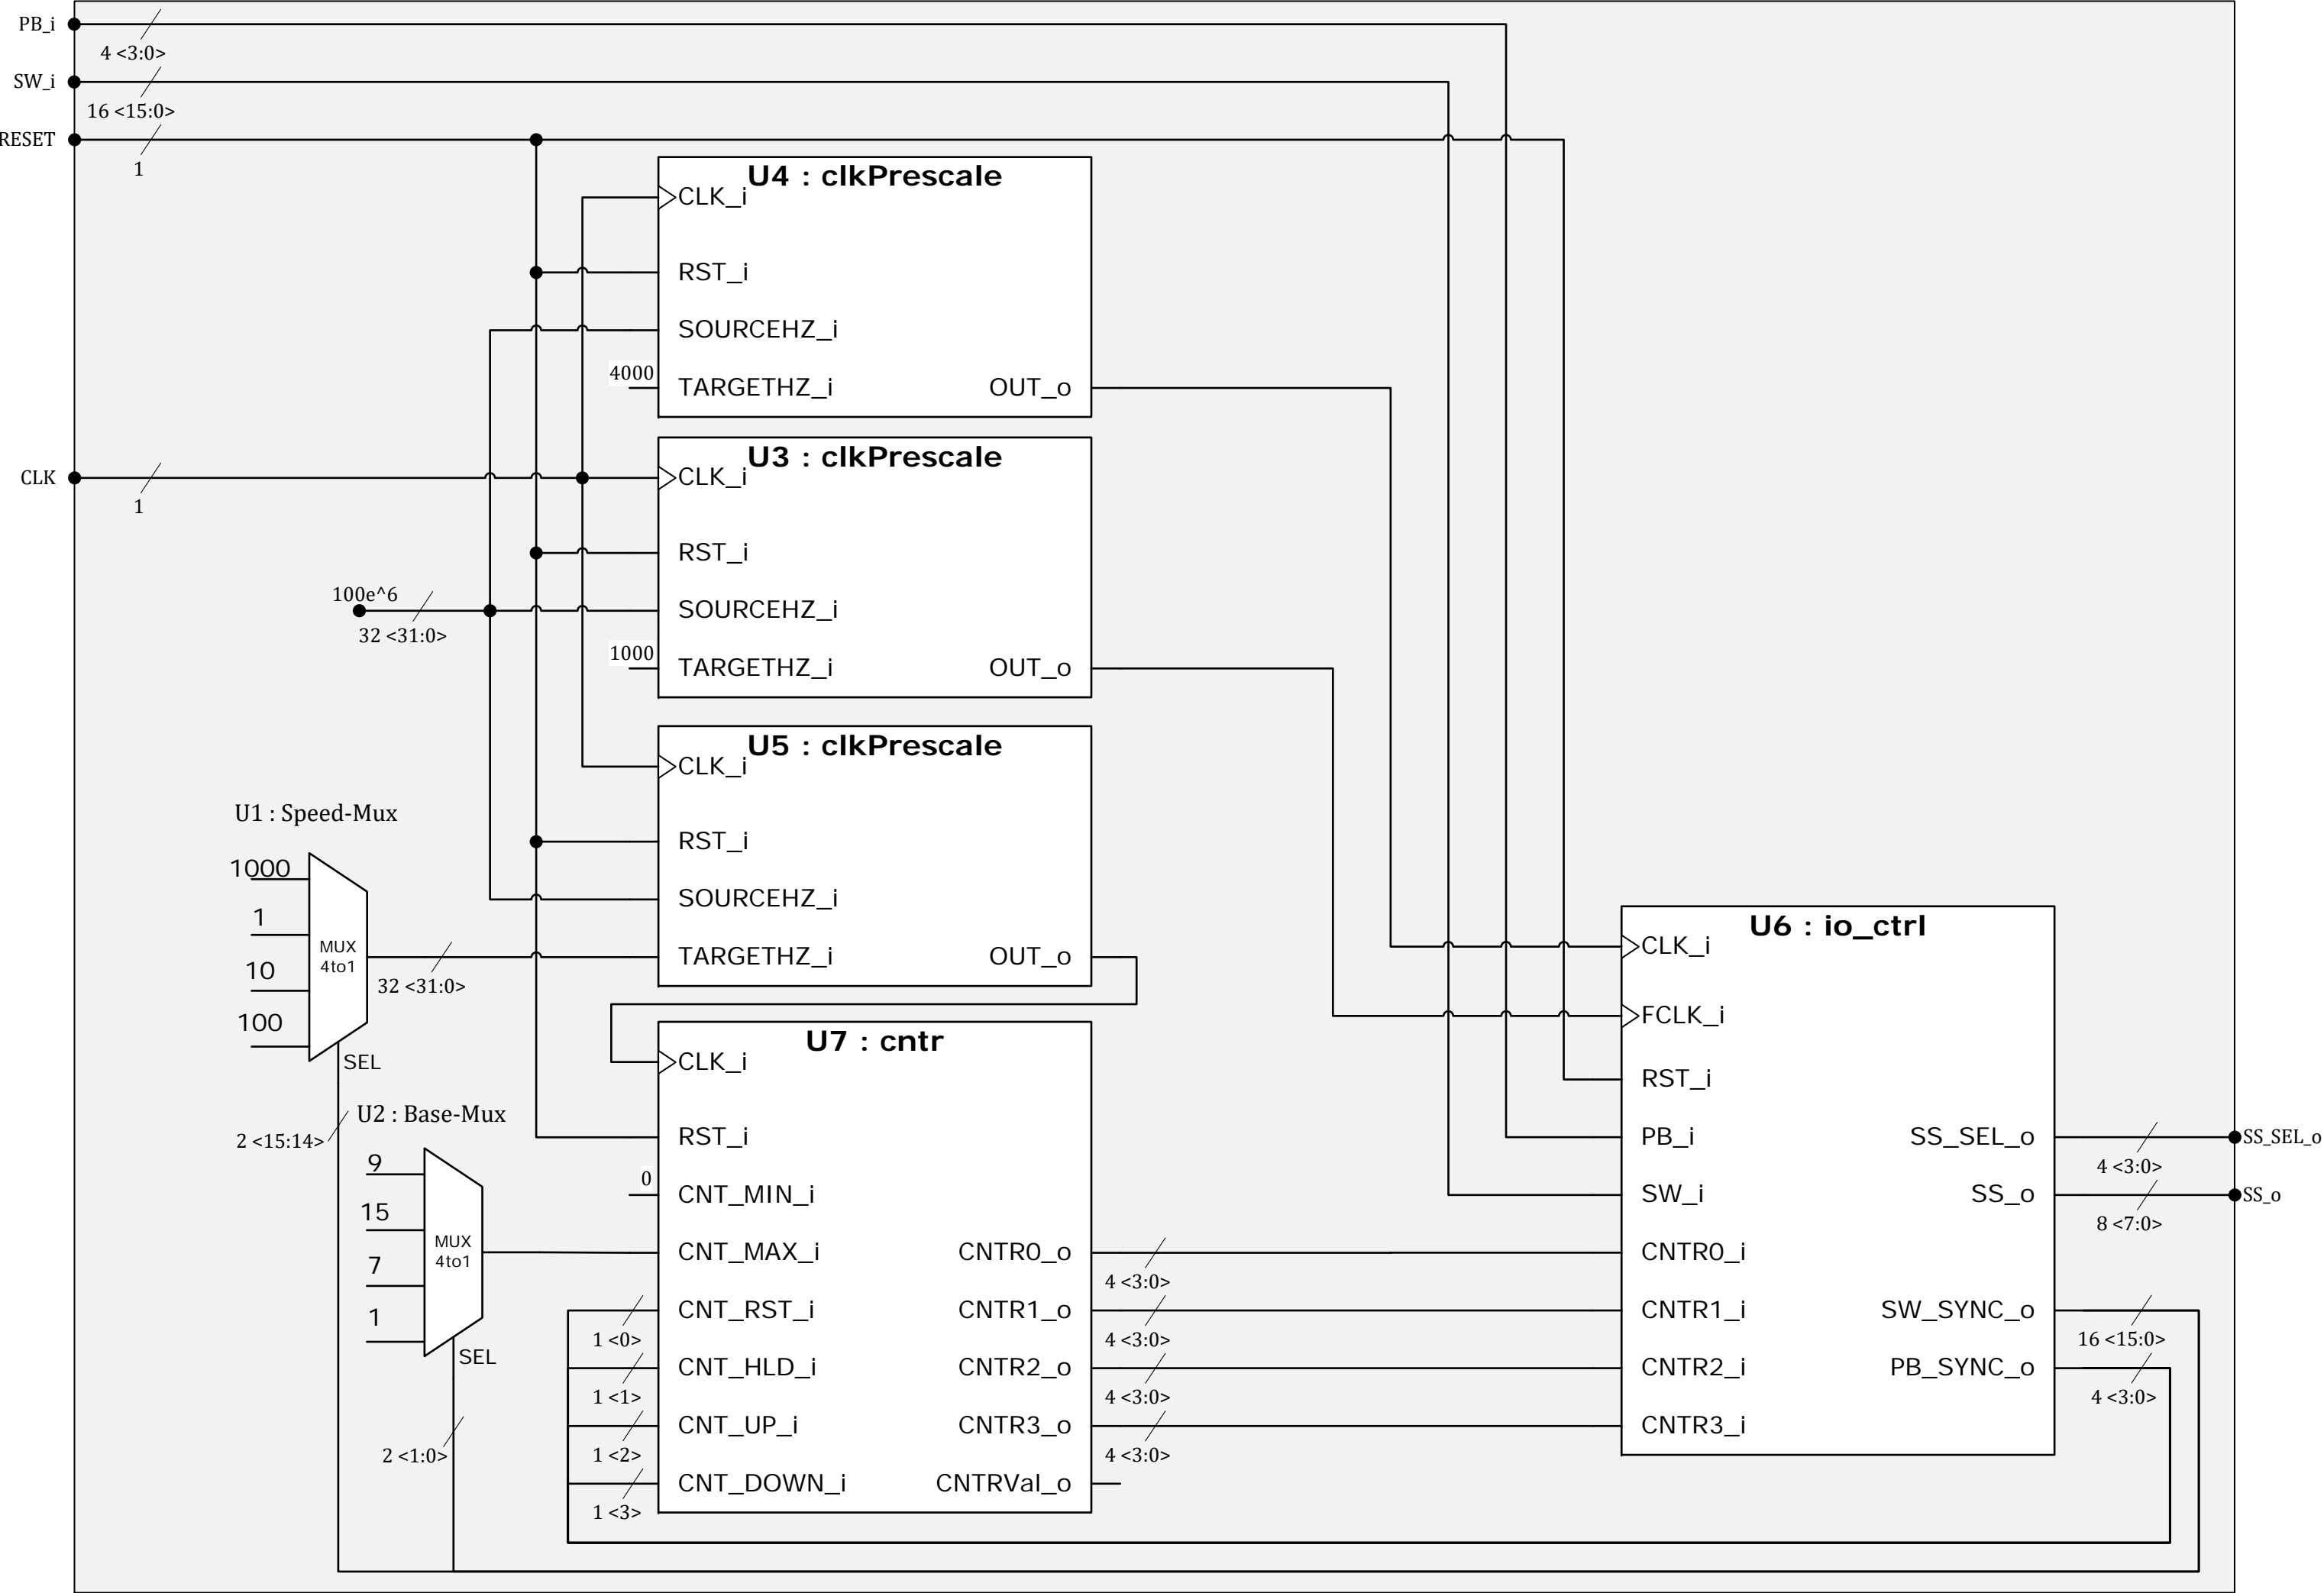 PB_i
4 <3:0>
SW_i
16 <15:0>
RESET
1
U4 : clkPrescale
CLK_i
RST_i
SOURCEHZ_i
4000
TARGETHZ_i
OUT_o
U3 : clkPrescale
CLK
1
CLK_i
RST_i
100e^6
32 <31:0>
SOURCEHZ_i
1000
TARGETHZ_i
OUT_o
U5 : clkPrescale
CLK_i
RST_i
SOURCEHZ_i
TARGETHZ_i
OUT_o
U1 : Speed-Mux
1000
1
10
100
MUX
4to1
32 <31:0>
SEL
2 <15:14>
U2 : Base-Mux
9
15
7
1
MUX
4to1
SEL
2 <1:0>
U7 : cntr
CLK_i
RST_i
0
CNT_MIN_i
CNT_MAX_i
CNT_RST_i
1 <0>
CNT_HLD_i
1 <1>
CNT_UP_i
1 <2>
CNT_DOWN_i
1 <3>
CNTR0_o
4 <3:0>
CNTR1_o
4 <3:0>
CNTR2_o
4 <3:0>
CNTR3_o
4 <3:0>
CNTRVal_o
U6 : io_ctrl
CLK_i
FCLK_i
RST_i
PB_i
SW_i
CNTR0_i
CNTR1_i
CNTR2_i
CNTR3_i
SS_SEL_o
4 <3:0>
SS_SEL_o
SS_o
8 <7:0>
SS_o
SW_SYNC_o
16 <15:0>
PB_SYNC_o
4 <3:0>